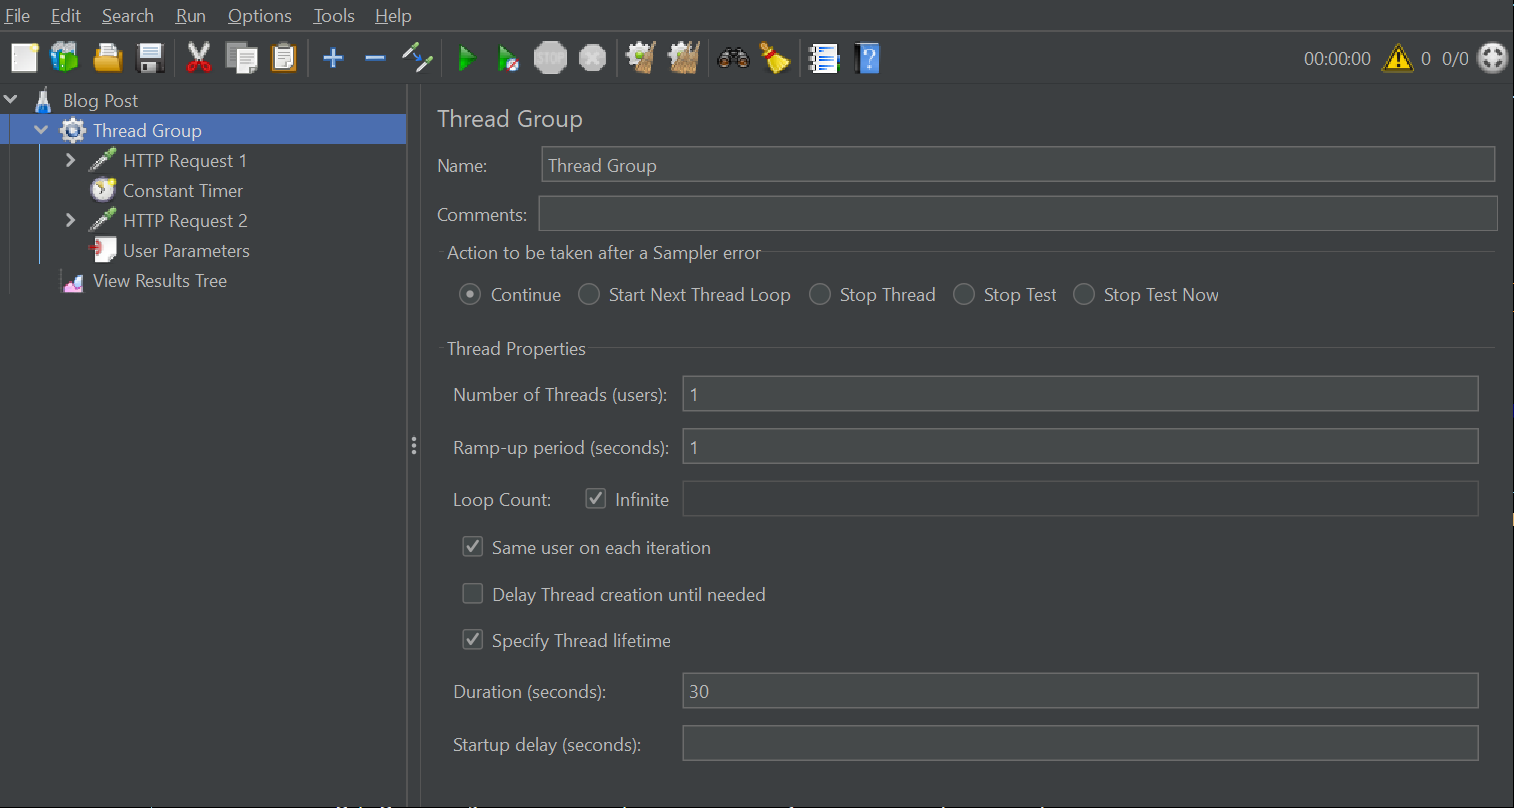 File Edit Search Run Options Tools Help
STOP 00:00:00 0 0/0
Blog Post
Thread Group
HTTP Request 1
Constant Timer
HTTP Request 2
User Parameters
View Results Tree
Thread Group
Name: Thread Group
Comments:
Action to be taken after a Sampler error
Continue Start Next Thread Loop Stop Thread Stop Test Stop Test Now
Thread Properties
Number of Threads (users): 1
Ramp-up period (seconds): 1
Loop Count: Infinite
Same user on each iteration
Delay Thread creation until needed
Specify Thread lifetime
Duration (seconds): 30
Startup delay (seconds):